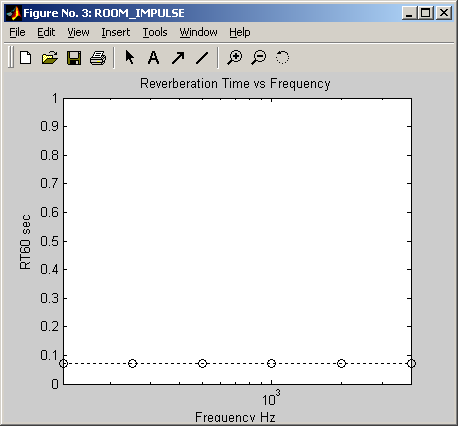 Figure No. 3: ROOM_IMPULSE
File Edit View Insert Tools Window Help
Reverberation Time vs Frequency
1
0.9
0.8
0.7
0.6
0.5
0.4
0.3
0.2
0.1
0
RT60 sec
10^3
Frequency Hz